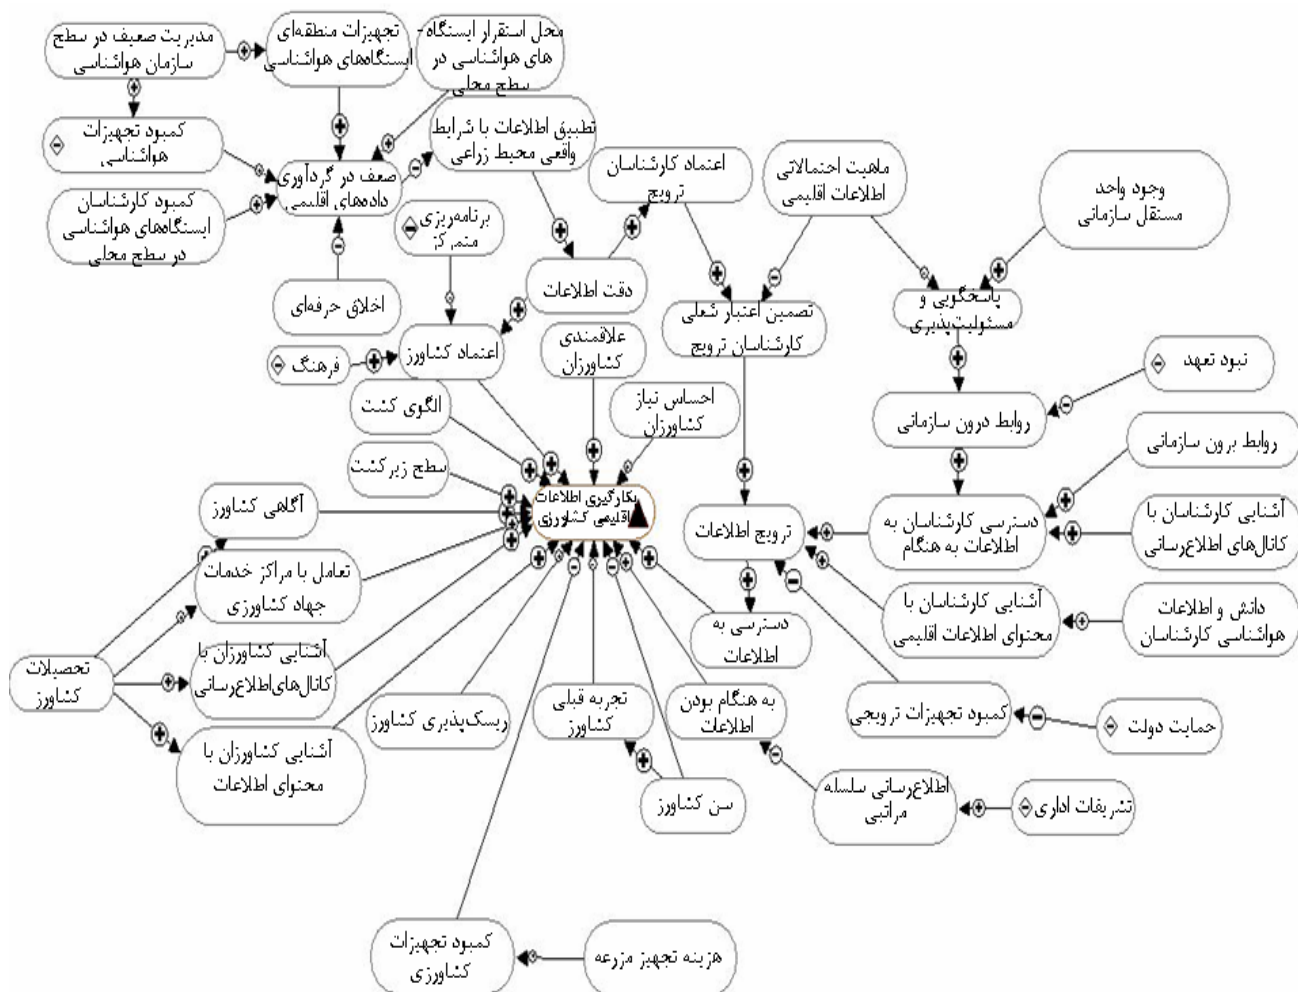 مدیریت ضعیف در سطح
سازمان هواشناسی
تجهیزات منطقه‌ای
ایستگاه‌های هواشناسی
محل استقرار ایستگاه-
های هواشناسی در
سطح محلی
کمبود تجهیزات
هواشناسی
ضعف در گردآوری
داده‌های اقلیمی
تطبیق اطلاعات با شرایط
واقعی محیط زراعی
اعتماد کارشناسان
ترویج
ماهیت احتمالاتی
اطلاعات اقلیمی
وجود واحد
مستقل سازمانی
کمبود کارشناسان
ایستگاه‌های هواشناسی
در سطح محلی
برنامه‌ریزی
متمرکز
اخلاق حرفه‌ای
دقت اطلاعات
تضمین اعتبار شغلی
کارشناسان ترویج
پاسخگویی و
مسئولیت‌پذیری
فرهنگ
اعتماد کشاورز
علاقمندی
کشاورزان
نبود تعهد
الگوی کشت
احساس نیاز
کشاورزان
روابط درون سازمانی
روابط برون سازمانی
سطح زیرکشت
آگاهی کشاورز
بکارگیری اطلاعات
اقلیمی کشاورزی
ترویج اطلاعات
دسترسی کارشناسان به
اطلاعات به هنگام
آشنایی کارشناسان با
کانال‌های اطلاع‌رسانی
تعامل با مراکز خدمات
جهاد کشاورزی
دسترسی به
اطلاعات
آشنایی کارشناسان با
محتوای اطلاعات اقلیمی
دانش و اطلاعات
هواشناسی کارشناسان
تحصیلات
کشاورز
آشنایی کشاورزان با
کانال‌های‌اطلاع‌رسانی
ریسک‌پذیری کشاورز
تجربه قبلی
کشاورز
به هنگام بودن
اطلاعات
کمبود تجهیزات ترویجی
حمایت دولت
آشنایی کشاورزان با
محتوای اطلاعات
سن کشاورز
اطلاع‌رسانی سلسله
مراتبی
تشریفات اداری
کمبود تجهیزات
کشاورزی
هزینه تجهیز مزرعه